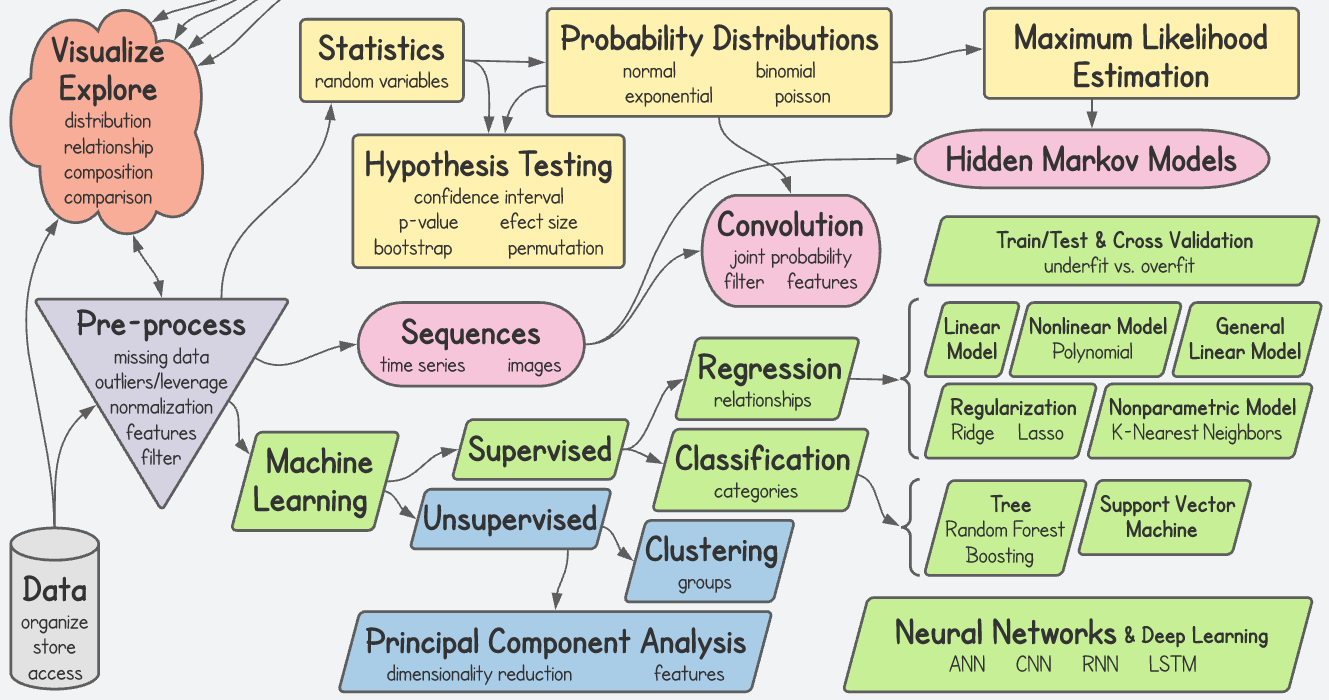 Visualize
Explore
distribution
relationship
composition
comparison
Statistics
random variables
Probability Distributions
normal binomial
exponential poisson
Maximum Likelihood
Estimation
Hypothesis Testing
confidence interval
p-value efect size
bootstrap permutation
Hidden Markov Models
Convolution
joint probability
filter features
Train/Test & Cross Validation
underfit vs. overfit
Pre-process
missing data
outliers/leverage
normalization
features
filter
Sequences
time series images
Linear
Model
Nonlinear Model
Polynomial
General
Linear Model
Regression
relationships
Regularization
Ridge Lasso
Nonparametric Model
K-Nearest Neighbors
Machine
Learning
Supervised
Classification
categories
Unsupervised
Tree
Random Forest
Boosting
Support Vector
Machine
Clustering
groups
Data
organize
store
access
Principal Component Analysis
dimensionality reduction features
Neural Networks & Deep Learning
ANN CNN RNN LSTM